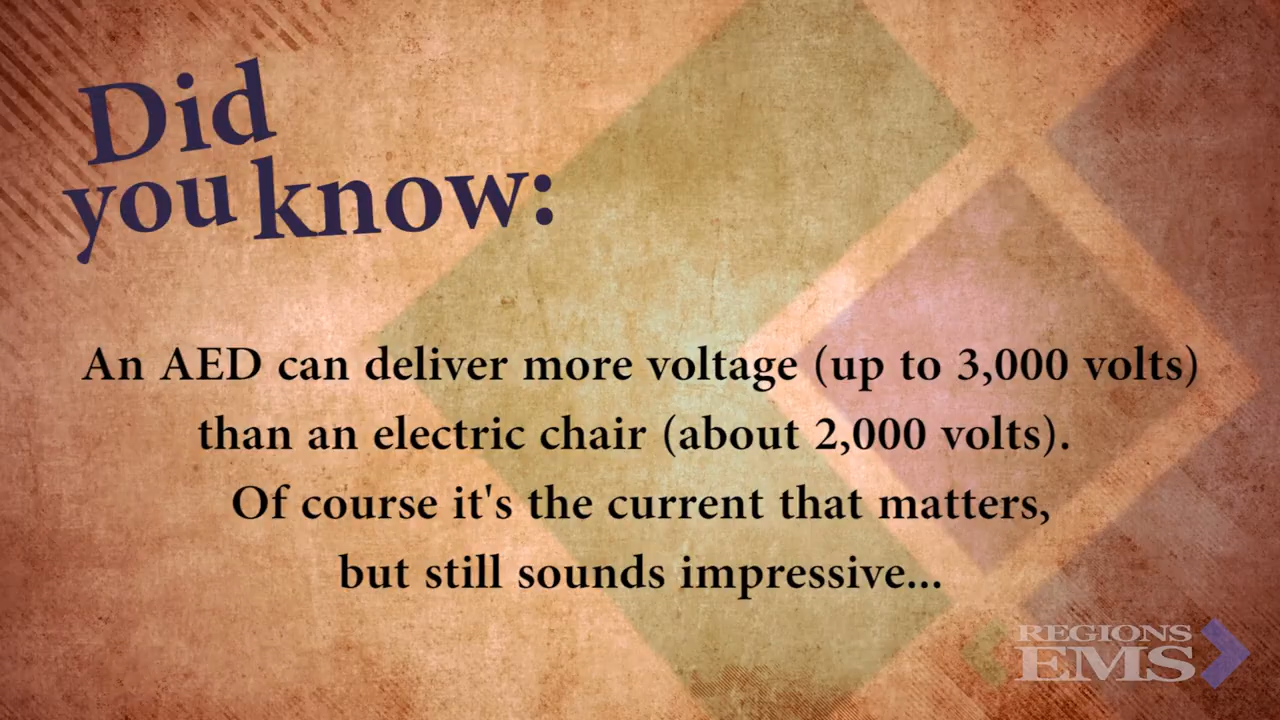 Did
you know:
An AED can deliver more voltage (up to 3,000 volts)
than an electric chair (about 2,000 volts).
Of course it's the current that matters,
but still sounds impressive...
REGIONS
EMS